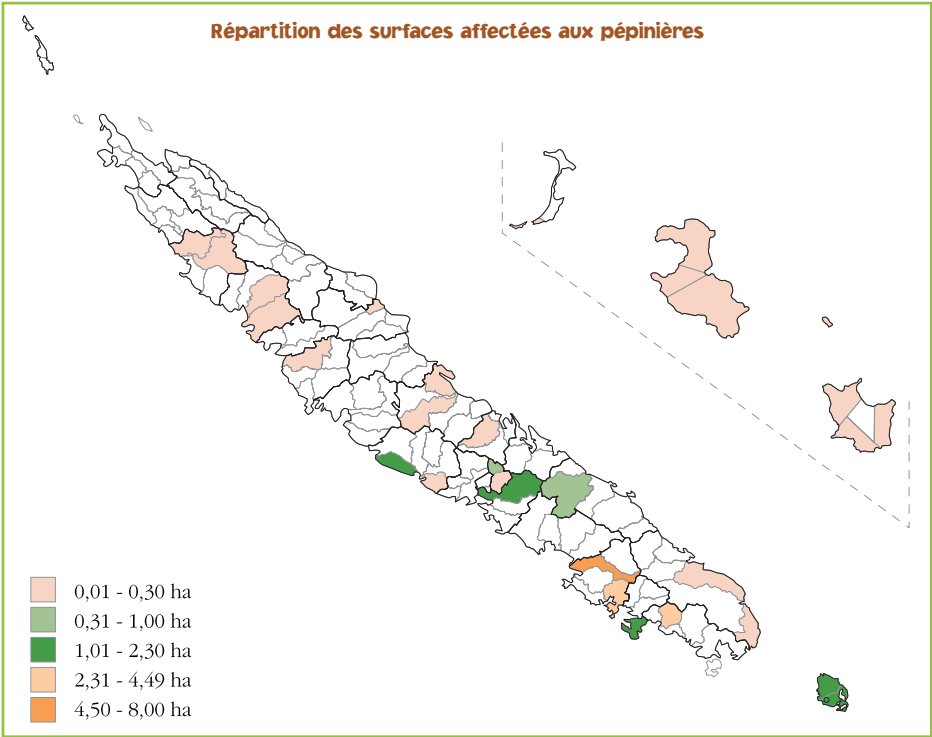 Répartition des surfaces affectées aux pépinières
0,01 - 0,30 ha
0,31 - 1,00 ha
1,01 - 2,30 ha
2,31 - 4,49 ha
4,50 - 8,00 ha